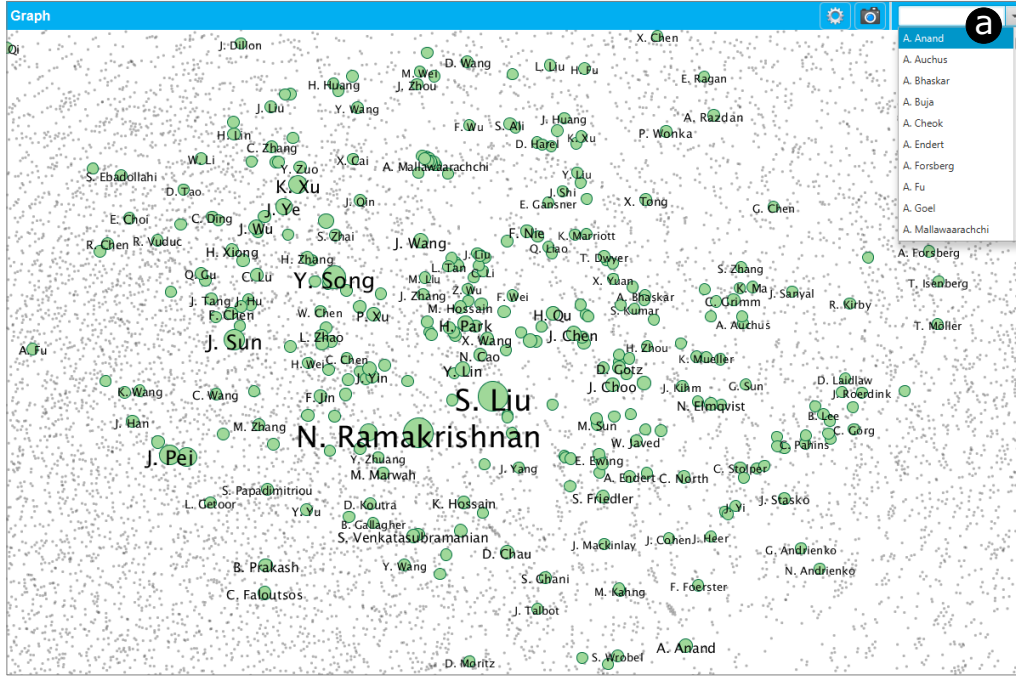 Graph
a
A. Anand
A. Auchus
A. Bhaskar
A. Buja
A. Cheok
A. Endert
A. Forsberg
A. Fu
A. Goel
A. Mallawaarachchi
Qi
J. Dillon
X. Chen
D. Wang
M. Wei
L. Liu
H. Fu
E. Ragan
H. Huang
J. Zhou
J. Liu
Y. Wang
J. Huang
A. Razdan
F. Wu
S. Ali
P. Wonka
H. Lin
D. Harel
K. Xu
C. Zhang
W. Li
X. Cai
A. Mallawaarachchi
Y. Zuo
S. Ebadollahi
Y. Liu
K. Xu
D. Tao
J. Shi
J. Qin
E. Gansner
X. Tong
J. Ye
G. Chen
E. Choi
C. Ding
J. Wu
F. Nie
S. Zhai
K. Marriott
R. Chen
R. Vuduc
J. Wang
Q. Liao
H. Xiong
J. Liu
A. Forsberg
H. Zhang
T. Dwyer
L. Tan
S. Zhang
Q. Gu
C. Lu
Y. Song
M. Liu
C. Li
X. Yuan
T. Isenberg
Z. Wu
K. Ma
J. Sanyal
J. Zhang
F. Wei
A. Bhaskar
J. Tang
J. Hu
C. Grimm
R. Kirby
M. Hossain
S. Kumar
F. Chen
W. Chen
P. Xu
H. Qu
H. Park
A. Auchus
T. Moller
L. Zhao
J. Chen
X. Wang
J. Sun
A. Fu
H. Zhou
N. Cao
K. Mueller
H. Wei
C. Chen
D. Gotz
Y. Lin
J. Yin
D. Laidlaw
J. Choo
J. Kihm
G. Sun
K. Wang
C. Wang
J. Roerdink
F. Jin
S. Liu
N. Elmqvist
B. Lee
J. Han
M. Zhang
M. Sun
C. Gorg
N. Ramakrishnan
W. Javed
C. Pahins
J. Pei
Y. Zhuang
E. Ewing
J. Yang
C. Stolper
M. Marwah
A. Endert
C. North
S. Papadimitriou
S. Friedler
J. Stasko
L. Getoor
D. Koutra
K. Hossain
Y. Yu
J. Yi
B. Gallagher
S. Venkatasubramanian
J. Cohen
J. Heer
J. Mackinlay
G. Andrienko
D. Chau
B. Prakash
Y. Wang
N. Andrienko
S. Ghani
F. Foerster
M. Kahng
C. Faloutsos
J. Talbot
A. Anand
S. Wrobel
D. Moritz